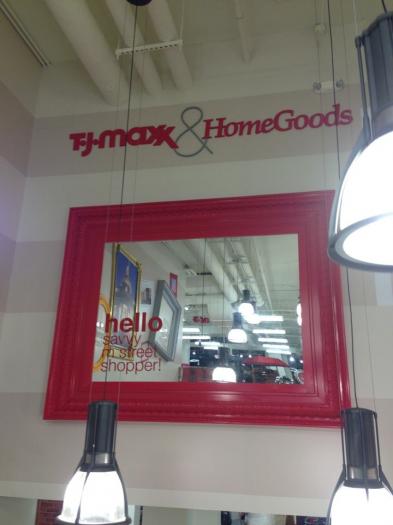 T·J·maxx & HomeGoods
hello
savvy
m street
shopper!